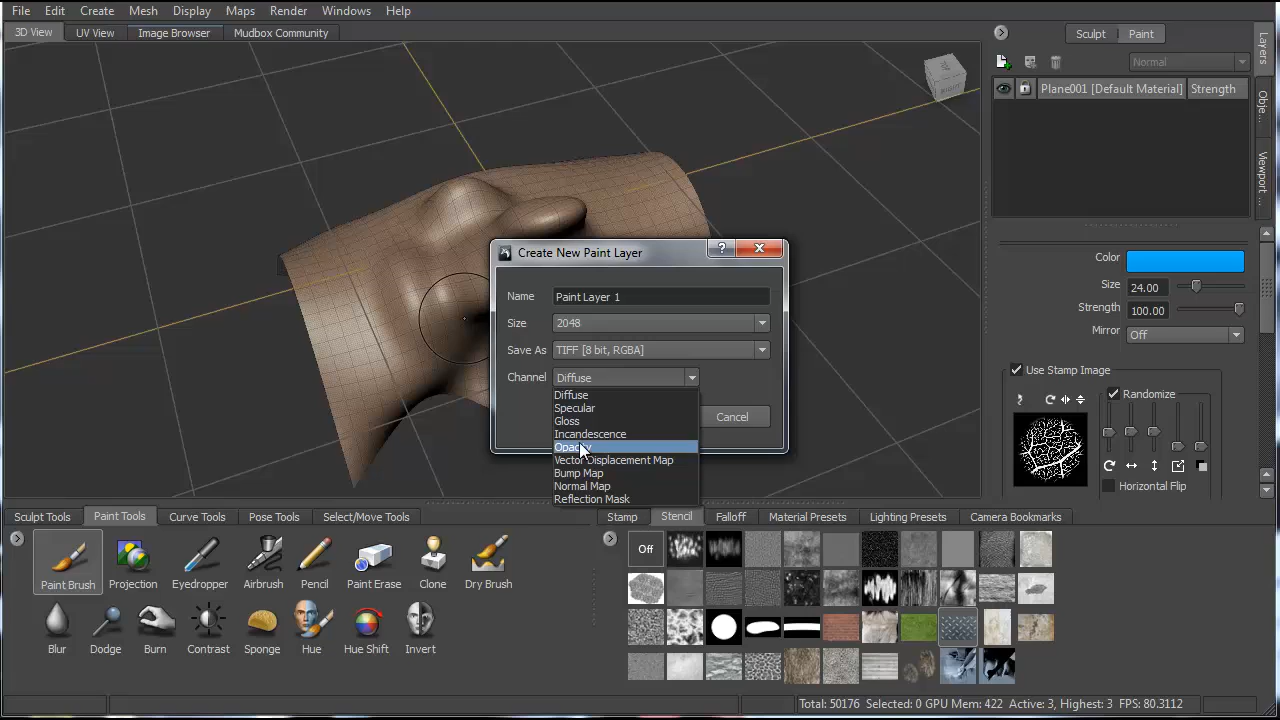 File Edit Create Mesh Display Maps Render Windows Help
3D View UV View Image Browser Mudbox Community
Sculpt Paint
Normal
Plane001 [Default Material] Strength
Layers
Obje...
Viewport ...
RIGHT
Color
Size 24.00
Strength 100.00
Mirror Off
Use Stamp Image
Randomize
Horizontal Flip
Create New Paint Layer
?
Name Paint Layer 1
Size 2048
Save As TIFF [8 bit, RGBA]
Channel Diffuse
Diffuse
Specular
Gloss
Incandescence
Opacity
Vector Displacement Map
Bump Map
Normal Map
Reflection Mask
Cancel
Sculpt Tools Paint Tools Curve Tools Pose Tools Select/Move Tools
Paint Brush Projection Eyedropper Airbrush Pencil Paint Erase Clone Dry Brush
Blur Dodge Burn Contrast Sponge Hue Hue Shift Invert
Stamp Stencil Falloff Material Presets Lighting Presets Camera Bookmarks
Off
Total: 50176 Selected: 0 GPU Mem: 422 Active: 3, Highest: 3 FPS: 80.3112